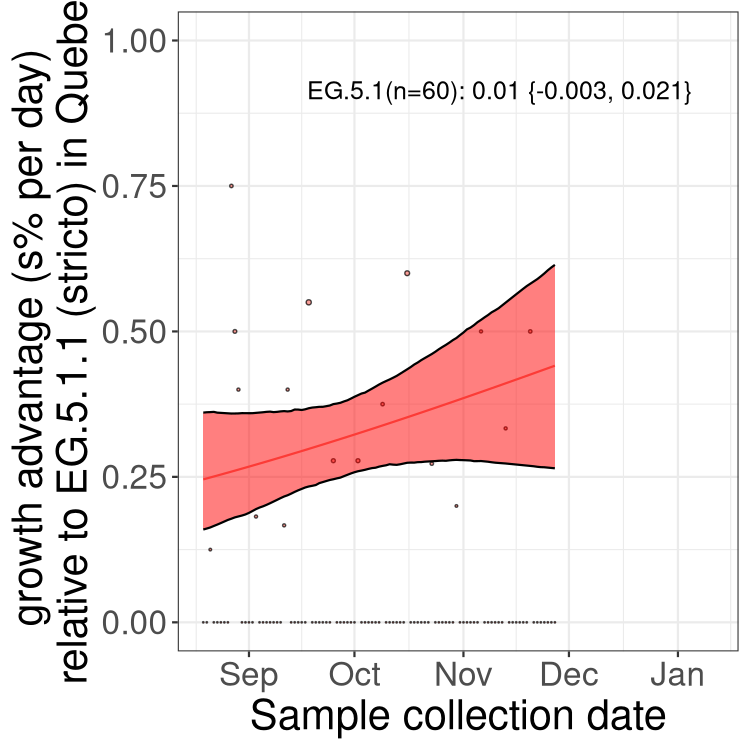 growth advantage (s% per day)
relative to EG.5.1.1 (stricto) in Quebe
1.00
0.75
0.50
0.25
0.00
EG.5.1(n=60): 0.01 {-0.003, 0.021}
Sep Oct Nov Dec Jan
Sample collection date